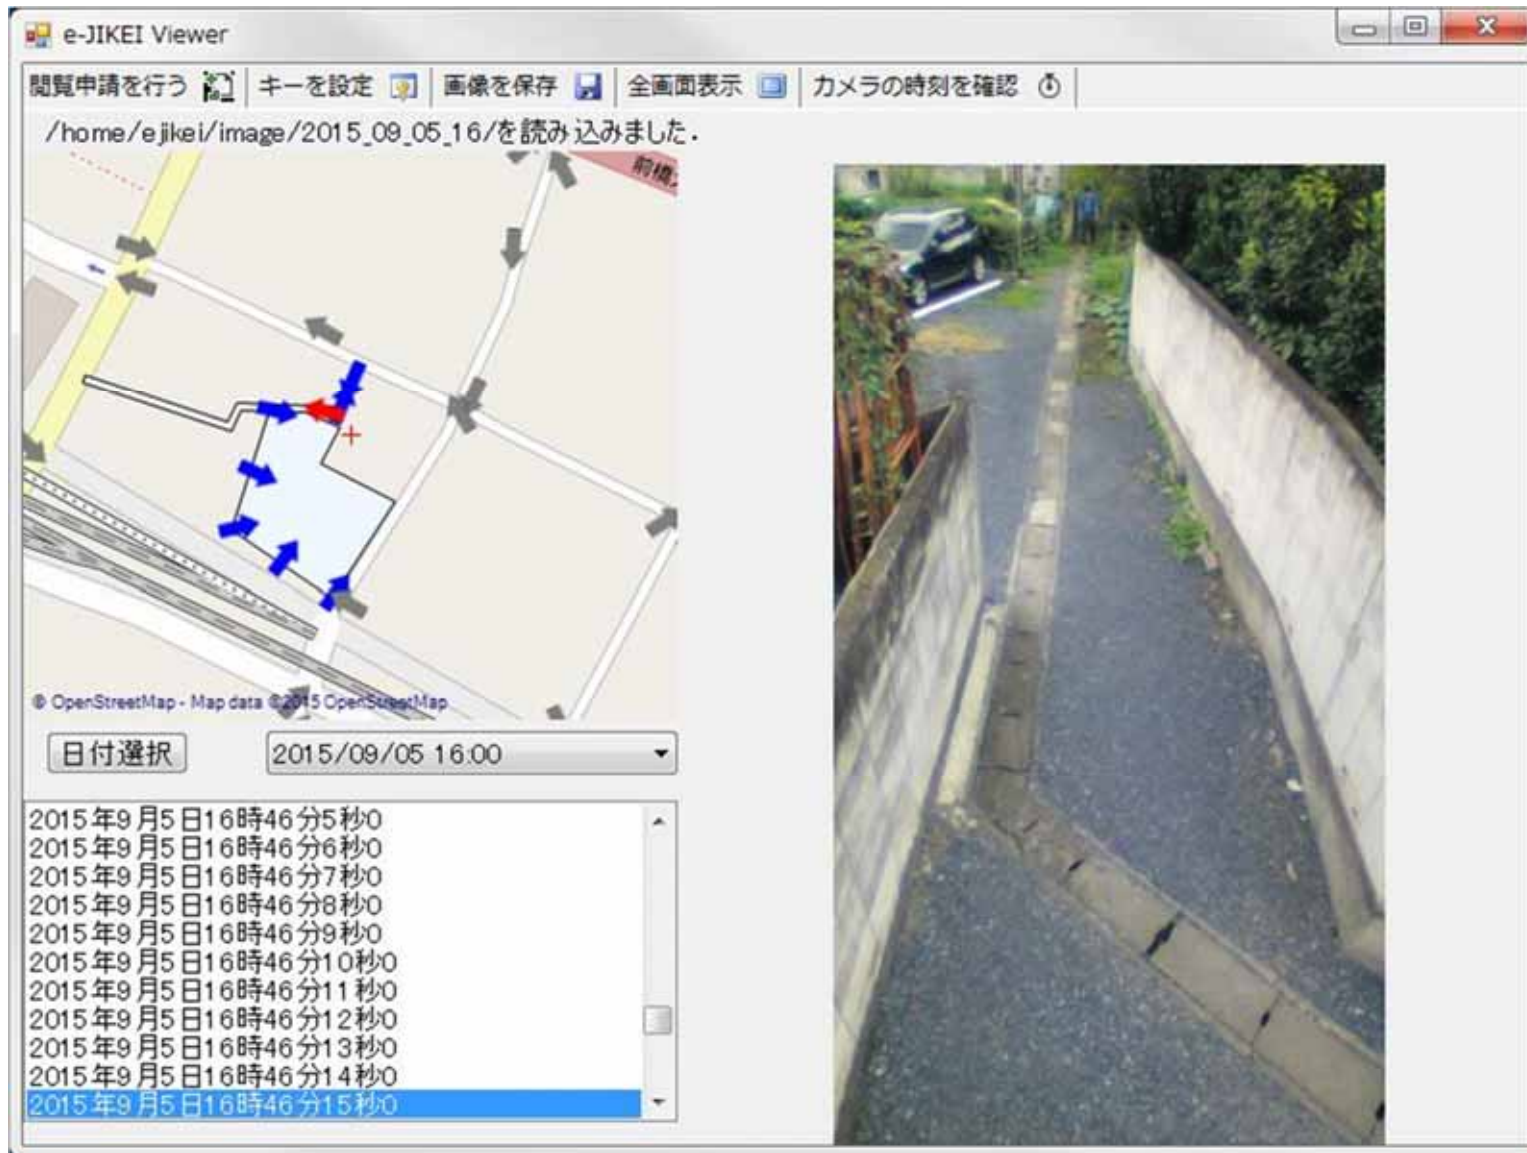 e-JIKEI Viewer
閲覧申請を行う キーを設定 画像を保存 全画面表示 カメラの時刻を確認
/home/ejikei/image/2015_09_05_16/を読み込みました.
前橋
© OpenStreetMap - Map data ©2015 OpenStreetMap
日付選択 2015/09/05 16:00
2015年9月5日16時46分5秒0
2015年9月5日16時46分6秒0
2015年9月5日16時46分7秒0
2015年9月5日16時46分8秒0
2015年9月5日16時46分9秒0
2015年9月5日16時46分10秒0
2015年9月5日16時46分11秒0
2015年9月5日16時46分12秒0
2015年9月5日16時46分13秒0
2015年9月5日16時46分14秒0
2015年9月5日16時46分15秒0